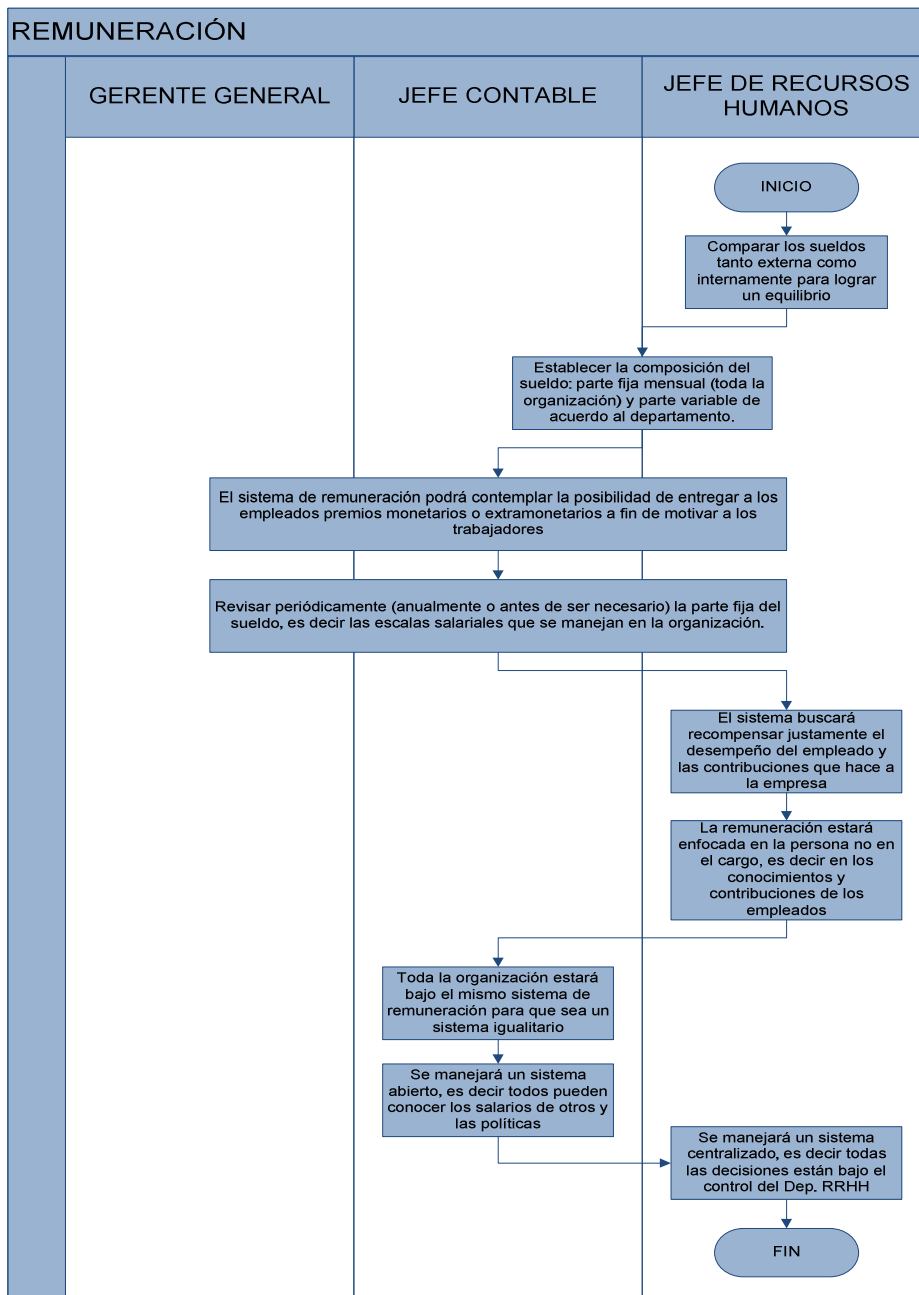 REMUNERACIÓN
GERENTE GENERAL
JEFE CONTABLE
JEFE DE RECURSOS
HUMANOS
INICIO
Comparar los sueldos
tanto externa como
internamente para lograr
un equilibrio
Establecer la composición del
sueldo: parte fija mensual (toda la
organización) y parte variable de
acuerdo al departamento.
El sistema de remuneración podrá contemplar la posibilidad de entregar a los
empleados premios monetarios o extramonetarios a fin de motivar a los
trabajadores
Revisar periódicamente (anualmente o antes de ser necesario) la parte fija del
sueldo, es decir las escalas salariales que se manejan en la organización.
El sistema buscará
recompensar justamente el
desempeño del empleado y
las contribuciones que hace a
la empresa
La remuneración estará
enfocada en la persona no en
el cargo, es decir en los
conocimientos y
contribuciones de los
empleados
Toda la organización estará
bajo el mismo sistema de
remuneración para que sea un
sistema igualitario
Se manejará un sistema
abierto, es decir todos pueden
conocer los salarios de otros y
las políticas
Se manejará un sistema
centralizado, es decir todas
las decisiones están bajo el
control del Dep. RRHH
FIN